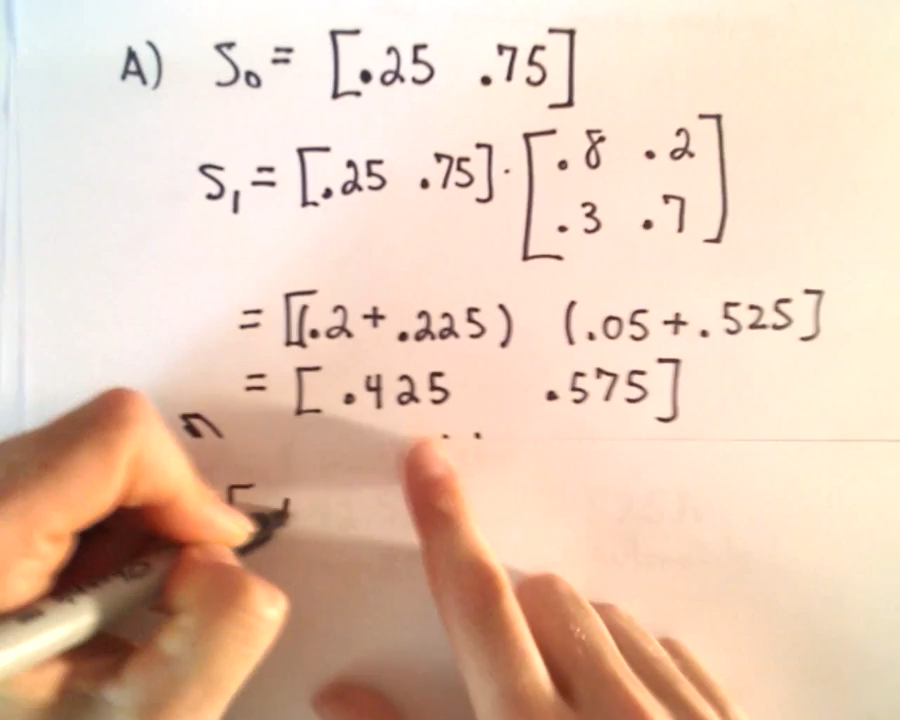 A) S₀ = [.25 .75]
S₁ = [.25 .75] · [.8 .2
.3 .7]
= [(.2 + .225) (.05 + .525]
= [.425 .575]